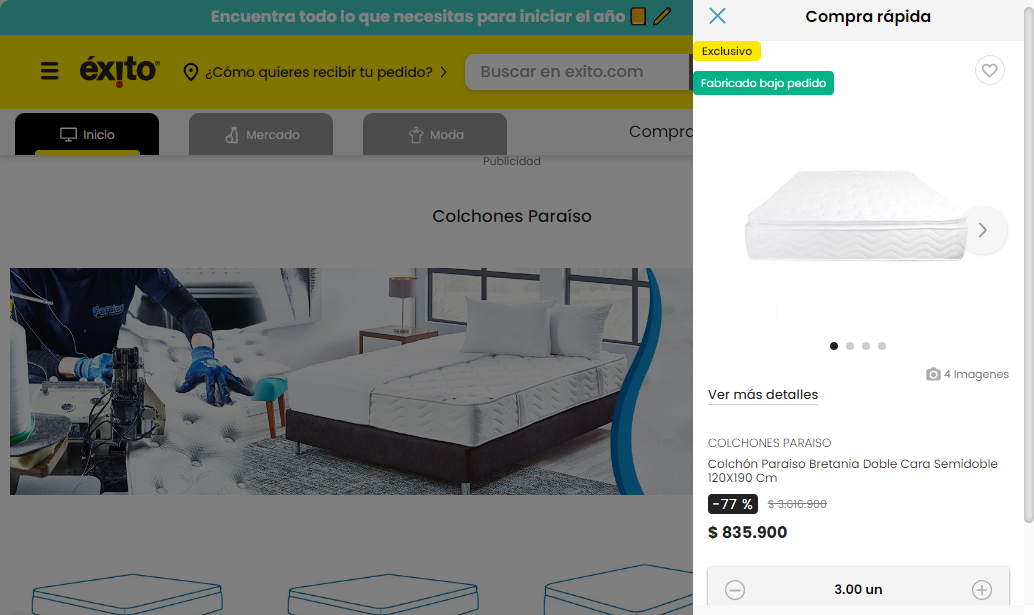 Encuentra todo lo que necesitas para iniciar el año
éxito
¿Cómo quieres recibir tu pedido?
Buscar en exito.com
Inicio
Mercado
Moda
Compra
Publicidad
Colchones Paraíso
Paraiso
Compra rápida
Exclusivo
Fabricado bajo pedido
4 Imagenes
Ver más detalles
COLCHONES PARAISO
Colchón Paraiso Bretania Doble Cara Semidoble
120X190 Cm
-77 % $ 3.616.900
$ 835.900
3.00 un